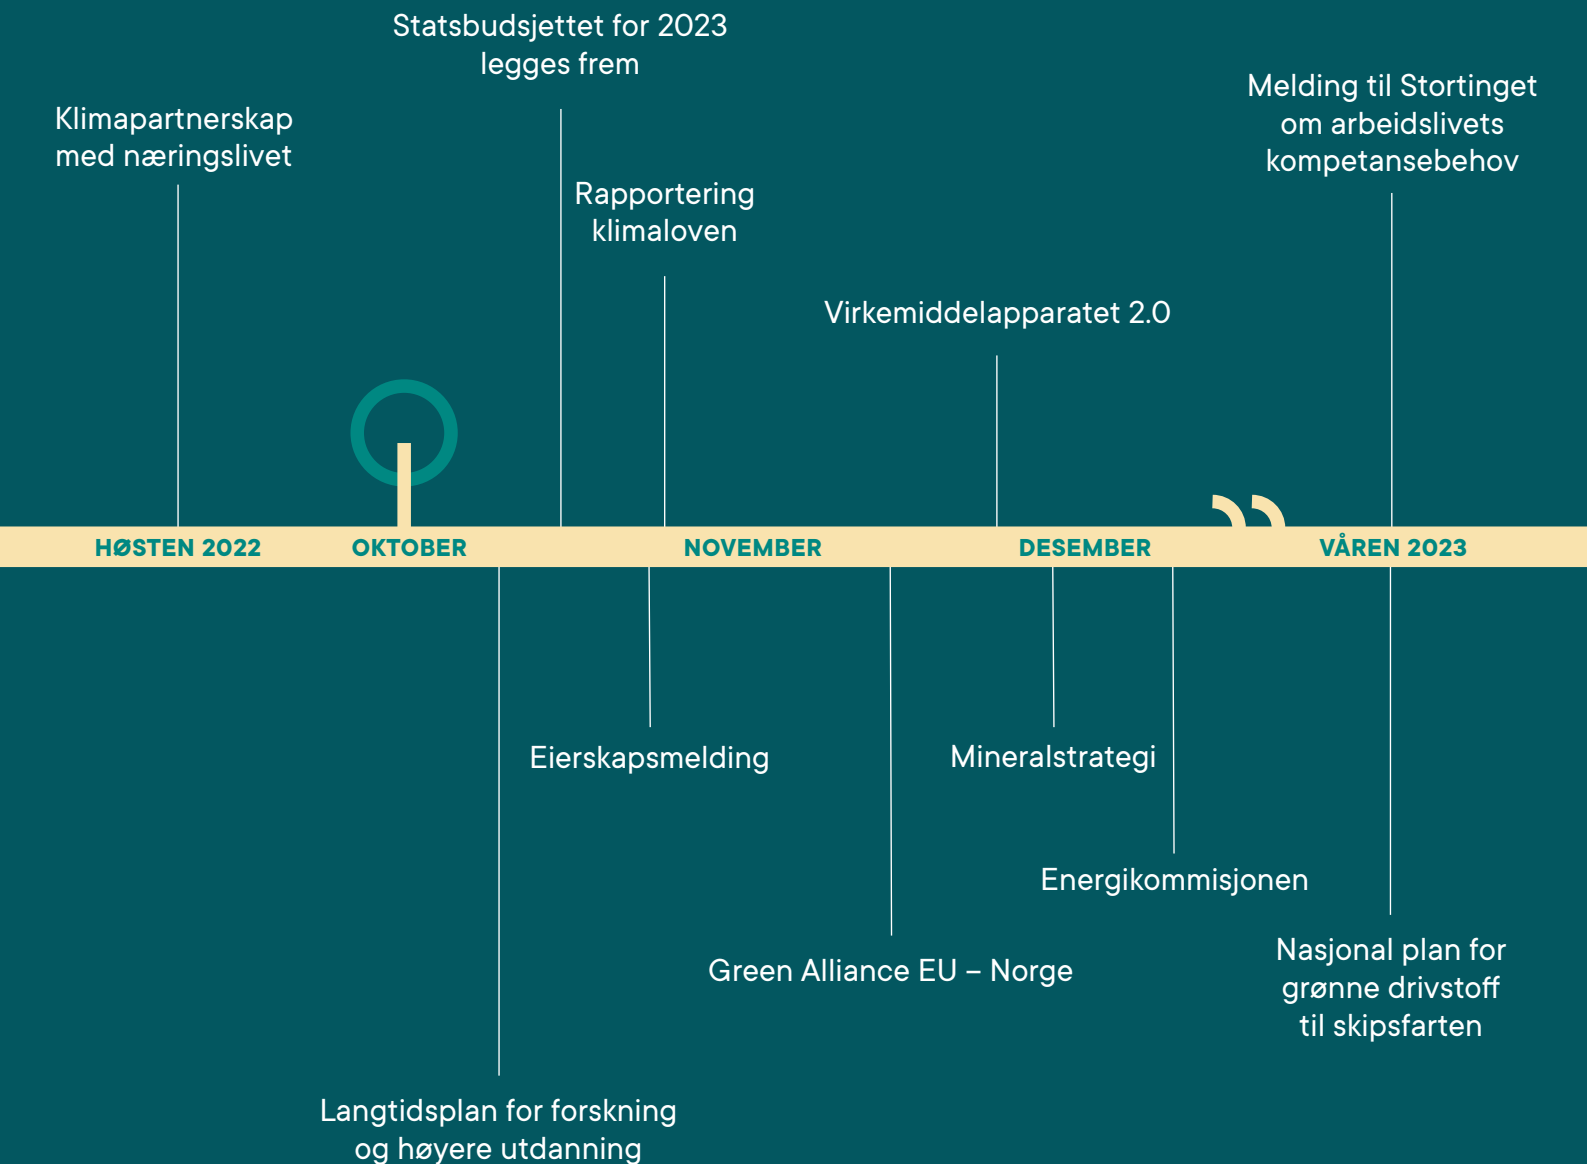 Statsbudsjettet for 2023
legges frem
Klimapartnerskap
med næringslivet
Melding til Stortinget
om arbeidslivets
kompetansebehov
Rapportering
klimaloven
Virkemiddelapparatet 2.0
HØSTEN 2022
OKTOBER
NOVEMBER
DESEMBER
VÅREN 2023
Eierskapsmelding
Mineralstrategi
Energikommisjonen
Green Alliance EU – Norge
Nasjonal plan for
grønne drivstoff
til skipsfarten
Langtidsplan for forskning
og høyere utdanning